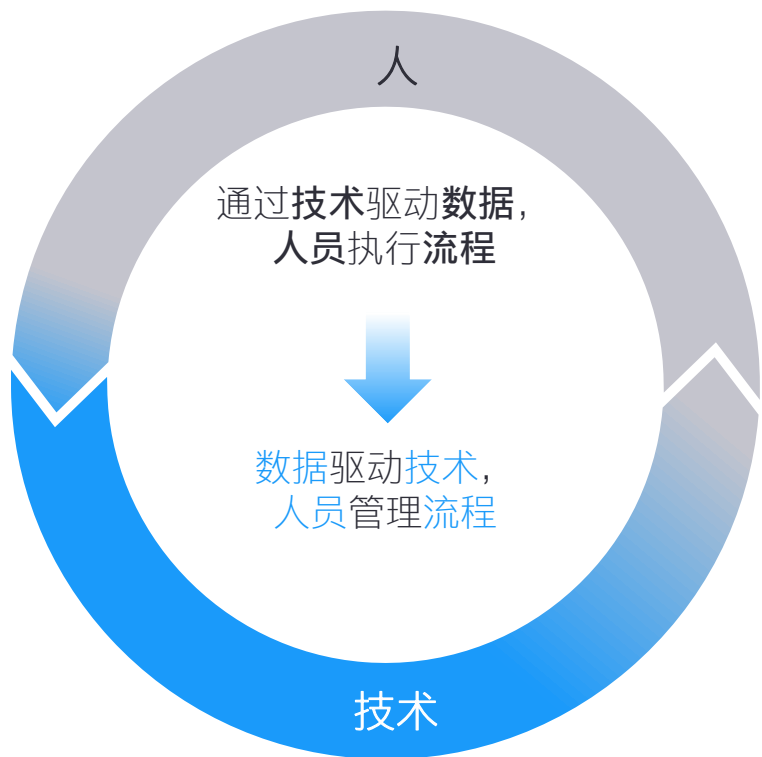 人
通过技术驱动数据,
人员执行流程
数据驱动技术,
人员管理流程
技术